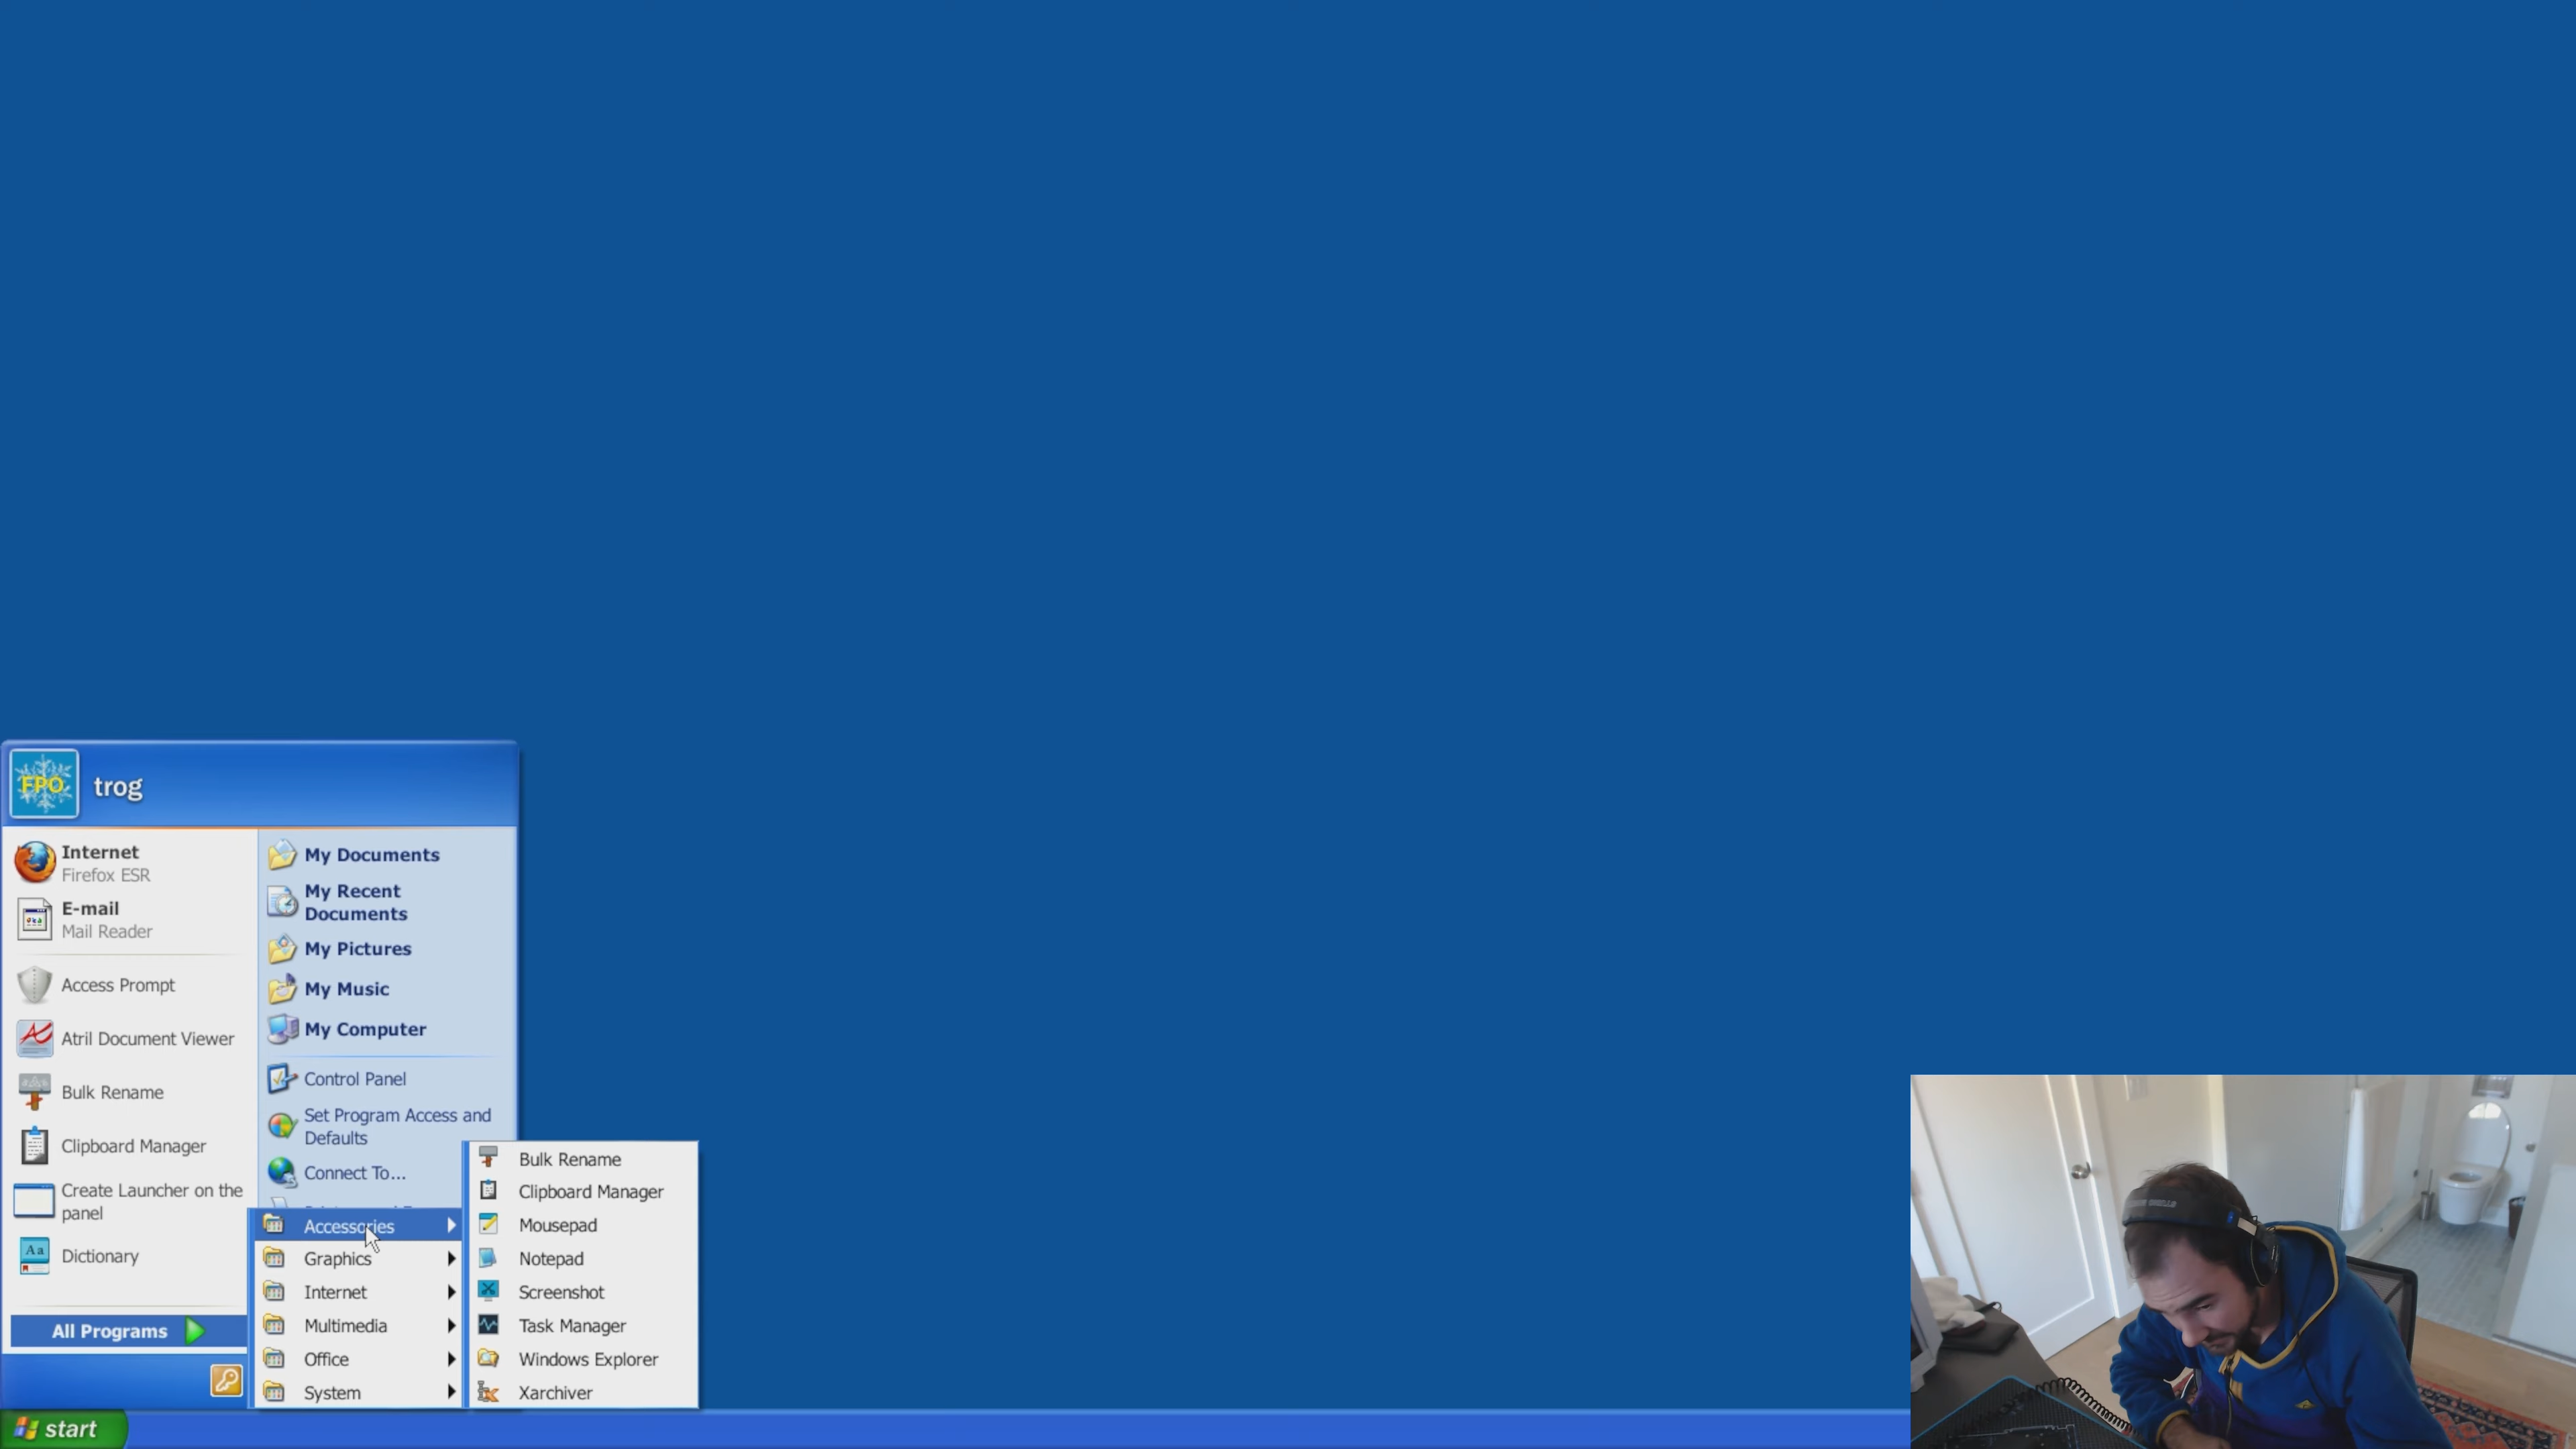 FPO
trog
Internet
Firefox ESR
E-mail
Mail Reader
Access Prompt
Atril Document Viewer
Bulk Rename
Clipboard Manager
Create Launcher on the
panel
Aa
Dictionary
All Programs
My Documents
My Recent
Documents
My Pictures
My Music
My Computer
Control Panel
Set Program Access and
Defaults
Connect To...
Accessories
Graphics
Internet
Multimedia
Office
System
Bulk Rename
Clipboard Manager
Mousepad
Notepad
Screenshot
Task Manager
Windows Explorer
Xarchiver
start